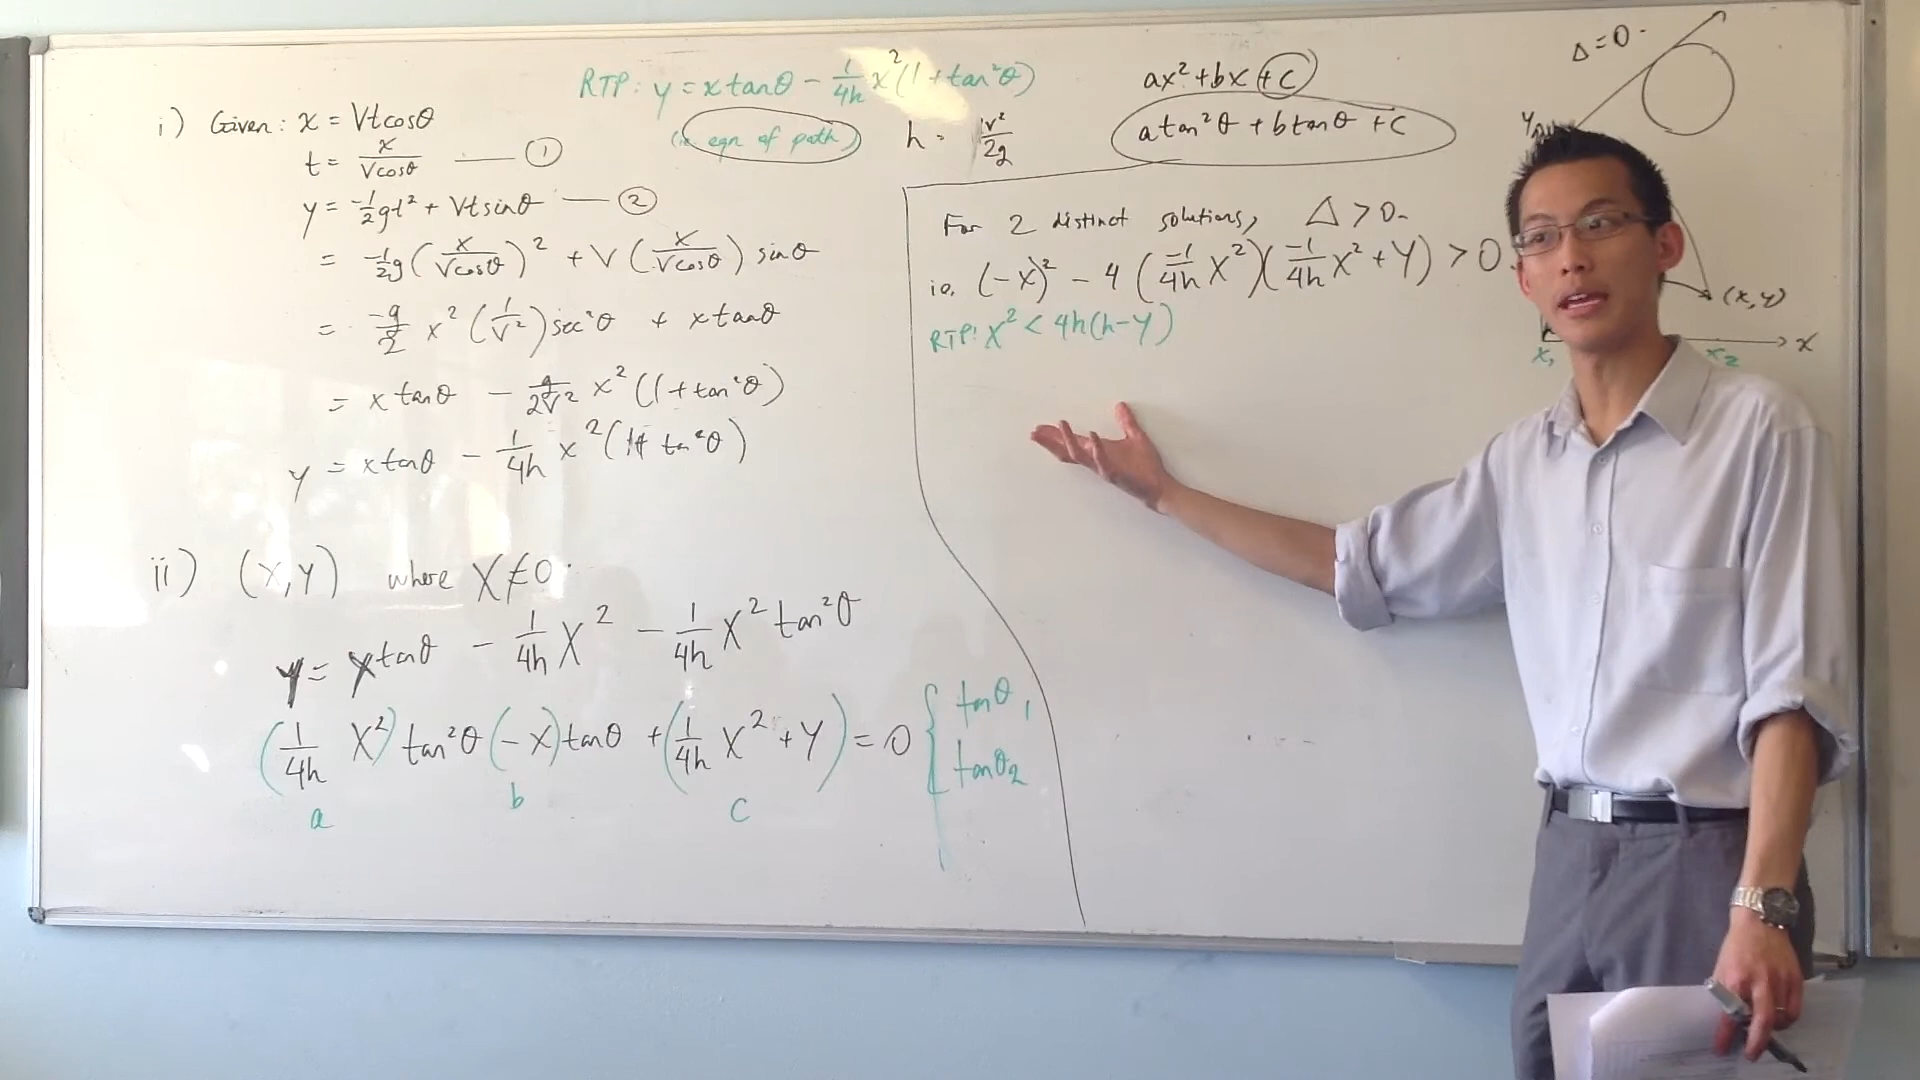 RTP: y = x tanθ - 1/4h x²(1 + tan²θ)
(ie eqn of path)
h = v²/2g
i) Given: x = Vt cosθ
t = x/Vcosθ —— ①
y = -1/2 gt² + Vt sinθ —— ②
= -1/2 g (x/Vcosθ)² + V (x/Vcosθ) sinθ
= -g/2 x² (1/V²) sec²θ + x tanθ
= x tanθ - g/2V² x² (1 + tan²θ)
y = x tanθ - 1/4h x² (1 + tan²θ)
ii) (X, Y) where X ≠ 0.
Y = X tanθ - 1/4h X² - 1/4h X² tan²θ
(1/4h X²) tan²θ (-X) tanθ + (1/4h X² + Y) = 0 { tanθ₁
tanθ₂
a b c
ax² + bx + c
a tan²θ + b tanθ + c
For 2 distinct solutions, Δ > 0.
ie. (-X)² - 4 (-1/4h X²)(-1/4h X² + Y) > 0.
RTP: X² < 4h(h-Y)
Δ = 0.
y
(X, Y)
x
x₁ x₂